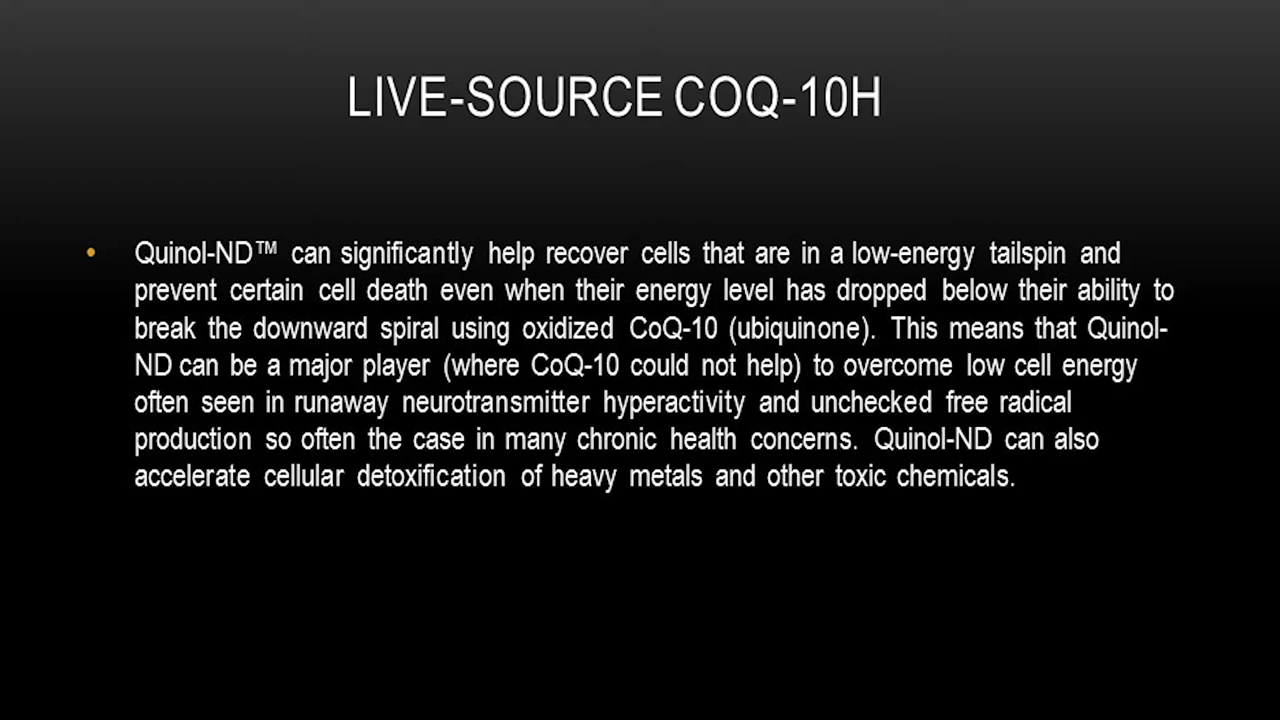 LIVE-SOURCE COQ-10H
• Quinol-ND™ can significantly help recover cells that are in a low-energy tailspin and
prevent certain cell death even when their energy level has dropped below their ability to
break the downward spiral using oxidized CoQ-10 (ubiquinone). This means that Quinol-
ND can be a major player (where CoQ-10 could not help) to overcome low cell energy
often seen in runaway neurotransmitter hyperactivity and unchecked free radical
production so often the case in many chronic health concerns. Quinol-ND can also
accelerate cellular detoxification of heavy metals and other toxic chemicals.